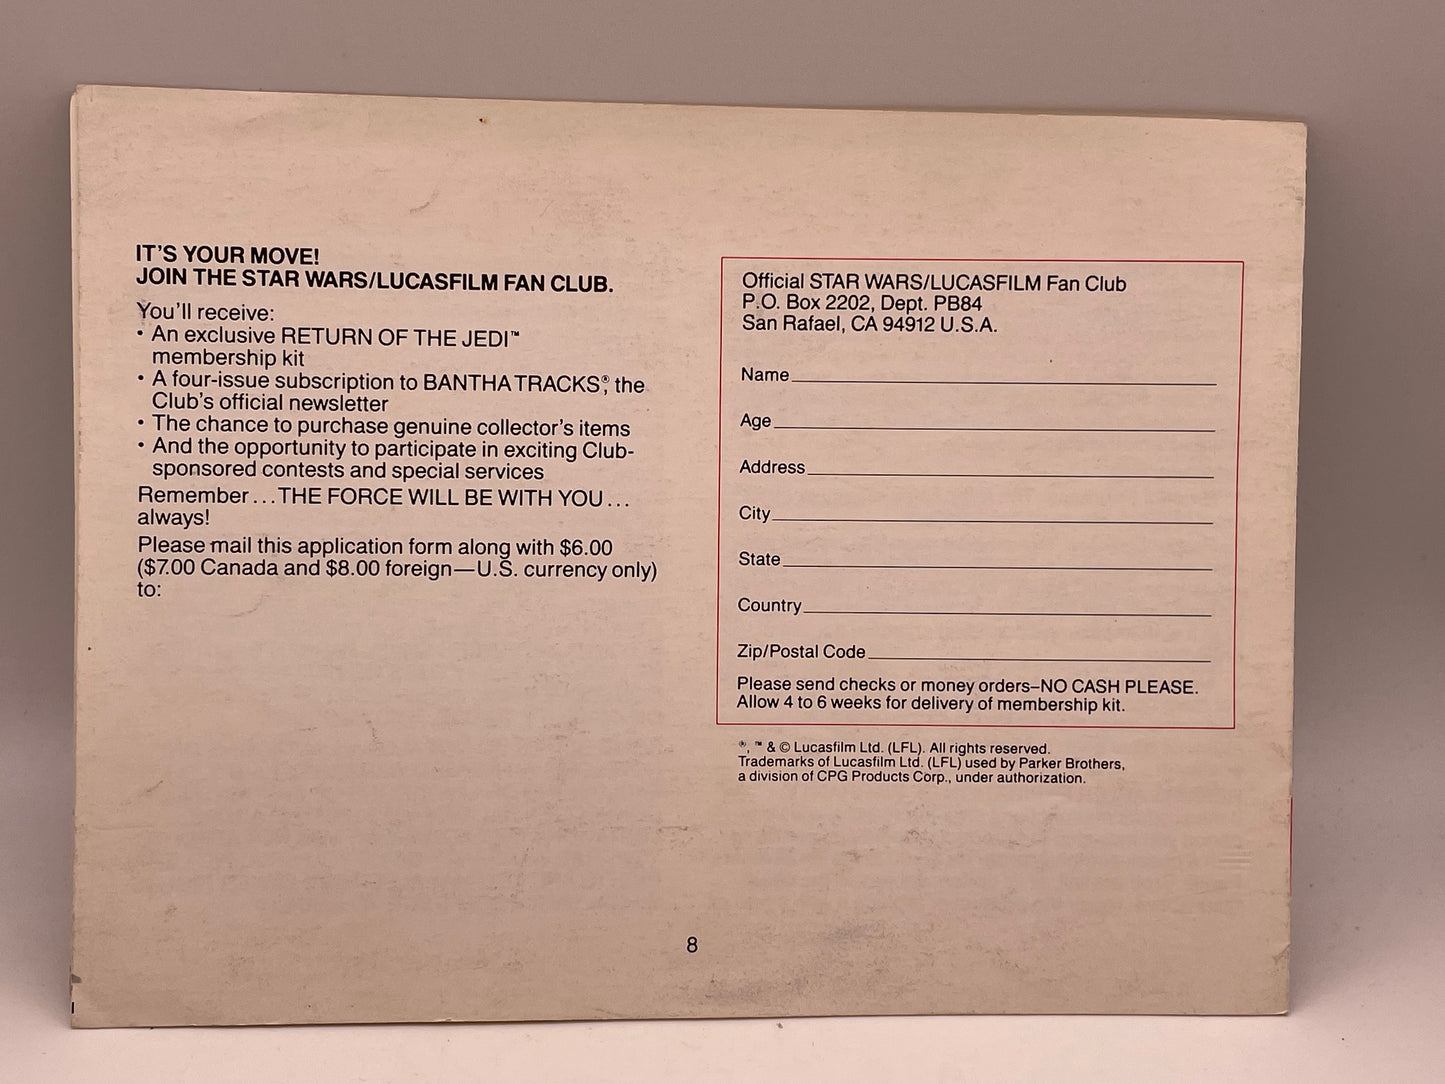 IT'S YOUR MOVE!
JOIN THE STAR WARS/LUCASFILM FAN CLUB.
You'll receive:
• An exclusive RETURN OF THE JEDI™
membership kit
• A four-issue subscription to BANTHA TRACKS®, the
Club's official newsletter
• The chance to purchase genuine collector's items
• And the opportunity to participate in exciting Club-
sponsored contests and special services
Remember...THE FORCE WILL BE WITH YOU...
always!
Please mail this application form along with $6.00
($7.00 Canada and $8.00 foreign—U.S. currency only)
to:
Official STAR WARS/LUCASFILM Fan Club
P.O. Box 2202, Dept. PB84
San Rafael, CA 94912 U.S.A.
Name
Age
Address
City
State
Country
Zip/Postal Code
Please send checks or money orders–NO CASH PLEASE.
Allow 4 to 6 weeks for delivery of membership kit.
®, ™ & © Lucasfilm Ltd. (LFL). All rights reserved.
Trademarks of Lucasfilm Ltd. (LFL) used by Parker Brothers,
a division of CPG Products Corp., under authorization.
8